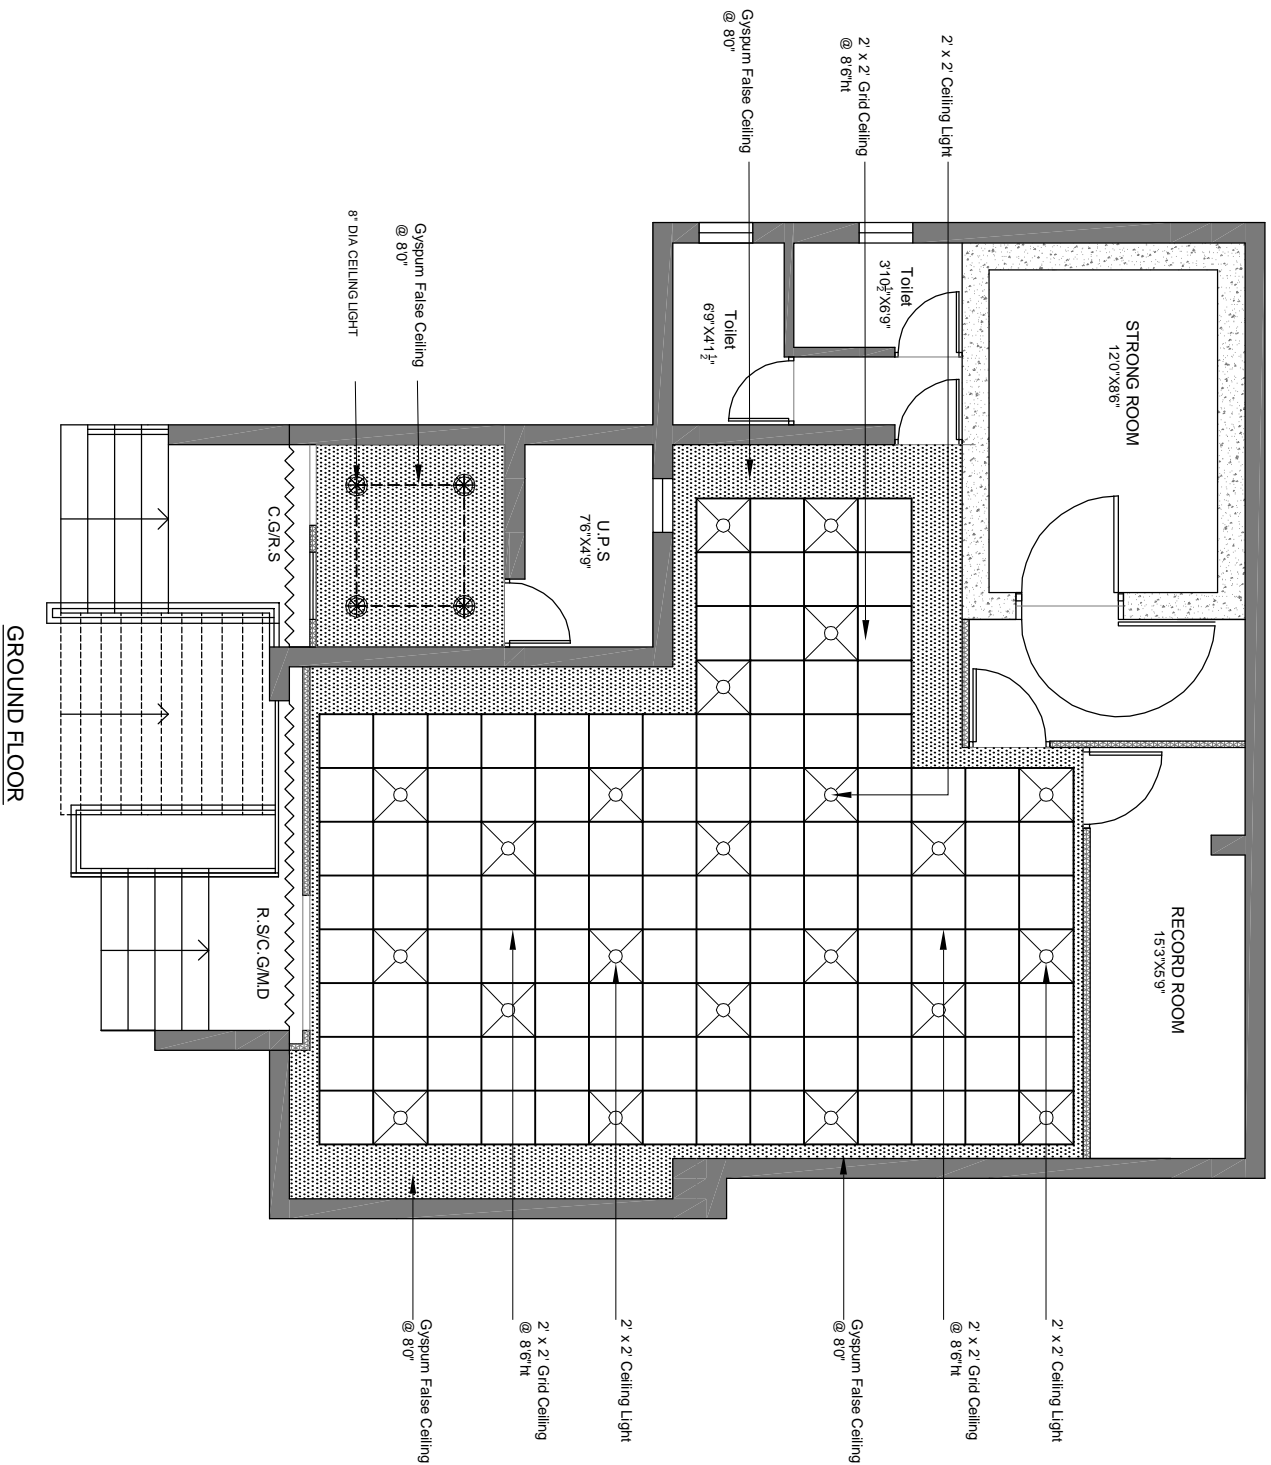 2' x 2' Ceiling Light
2' x 2' Grid Ceiling
@ 8'6"ht
Gyspum False Ceiling
@ 8'0"
Gyspum False Ceiling
@ 8'0"
8" DIA CEILING LIGHT
STRONG ROOM
12'0"X8'6"
Toilet
3'10½"X6'9"
Toilet
6'9"X4'1½"
U.P.S
7'6"X4'9"
C.G/R.S
RECORD ROOM
15'3"X5'9"
R.S/C.G/M.D
2' x 2' Ceiling Light
2' x 2' Grid Ceiling
@ 8'6"ht
Gyspum False Ceiling
@ 8'0"
2' x 2' Ceiling Light
2' x 2' Grid Ceiling
@ 8'6"ht
Gyspum False Ceiling
@ 8'0"
GROUND FLOOR